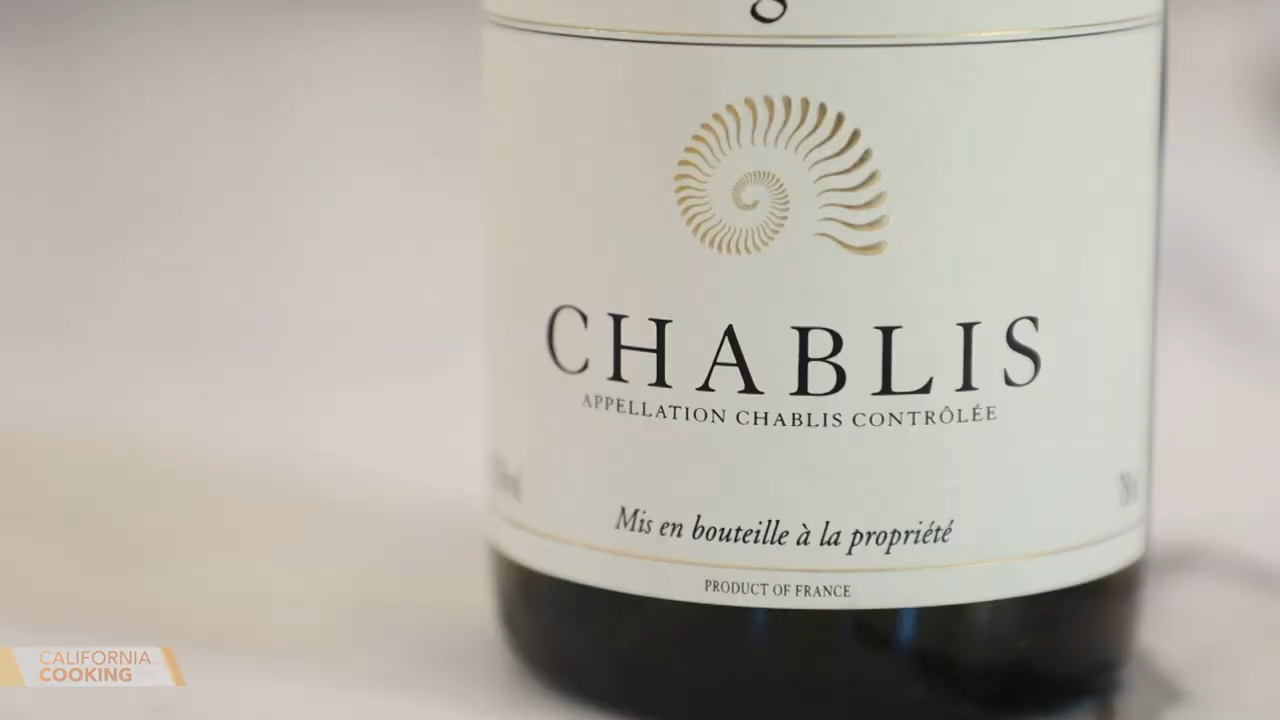 CHABLIS
APPELLATION CHABLIS CONTRÔLÉE
Mis en bouteille à la propriété
PRODUCT OF FRANCE
CALIFORNIA
COOKING